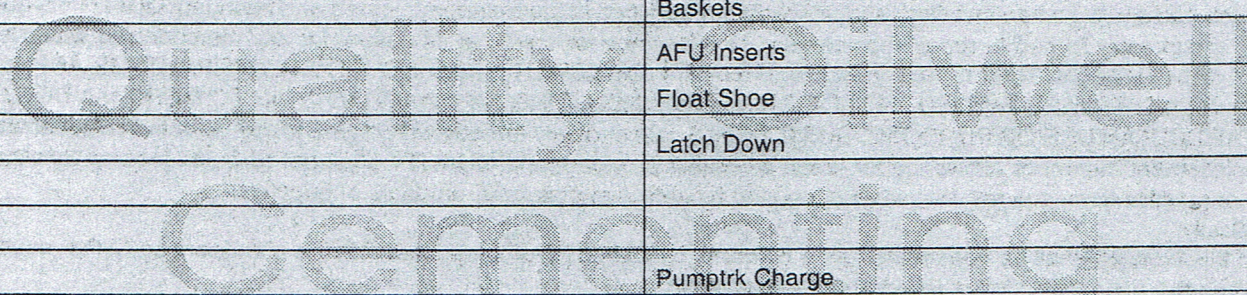 Baskets
AFU Inserts
Float Shoe
Latch Down
Pumptrk Charge
Quality Oilwell
Cementing